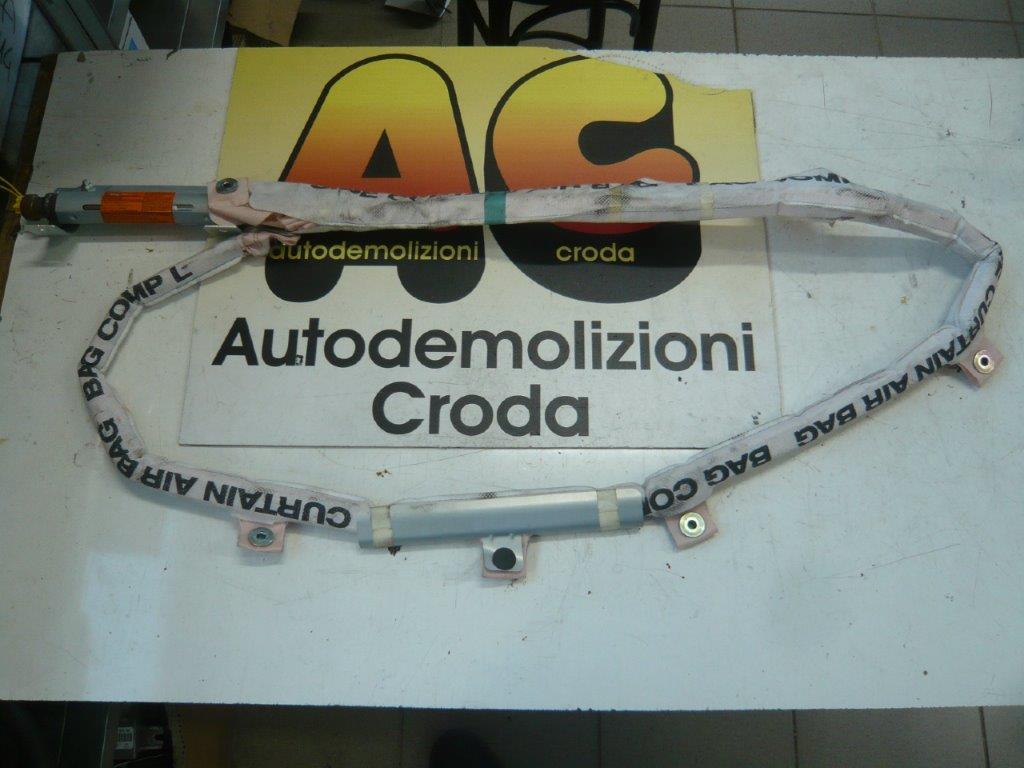 AC
autodemolizioni croda
Autodemolizioni
Croda
BAG COMP L
CURTAIN AIR BAG
BAG CO
CURTAIN AIR BAG